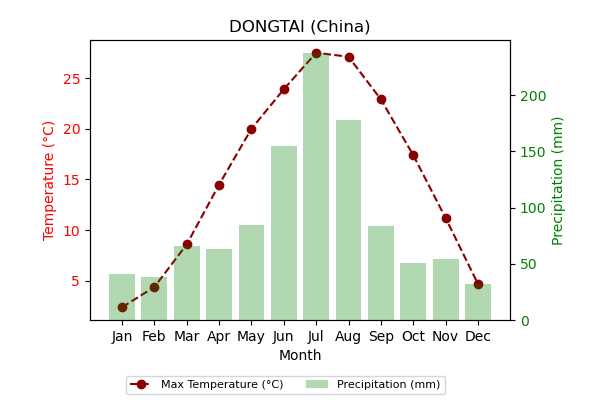 DONGTAI (China)
Temperature (°C)
25
20
15
10
5
Precipitation (mm)
200
150
100
50
0
Jan Feb Mar Apr May Jun Jul Aug Sep Oct Nov Dec
Month
Max Temperature (°C) Precipitation (mm)